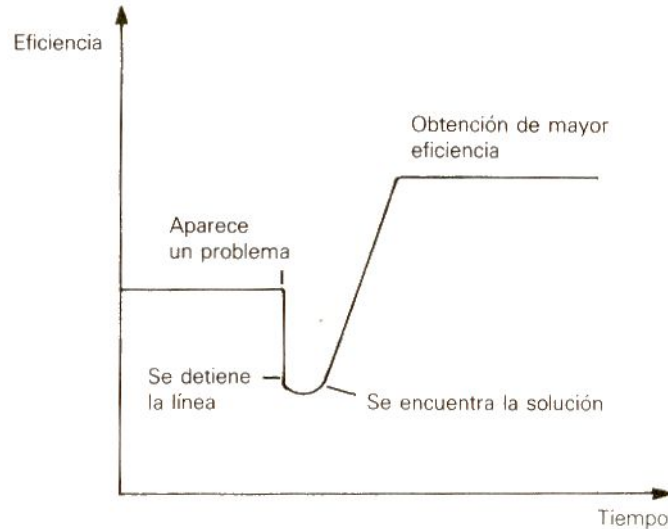 Eficiencia
Obtención de mayor
eficiencia
Aparece
un problema
Se detiene
la línea
Se encuentra la solución
Tiempo